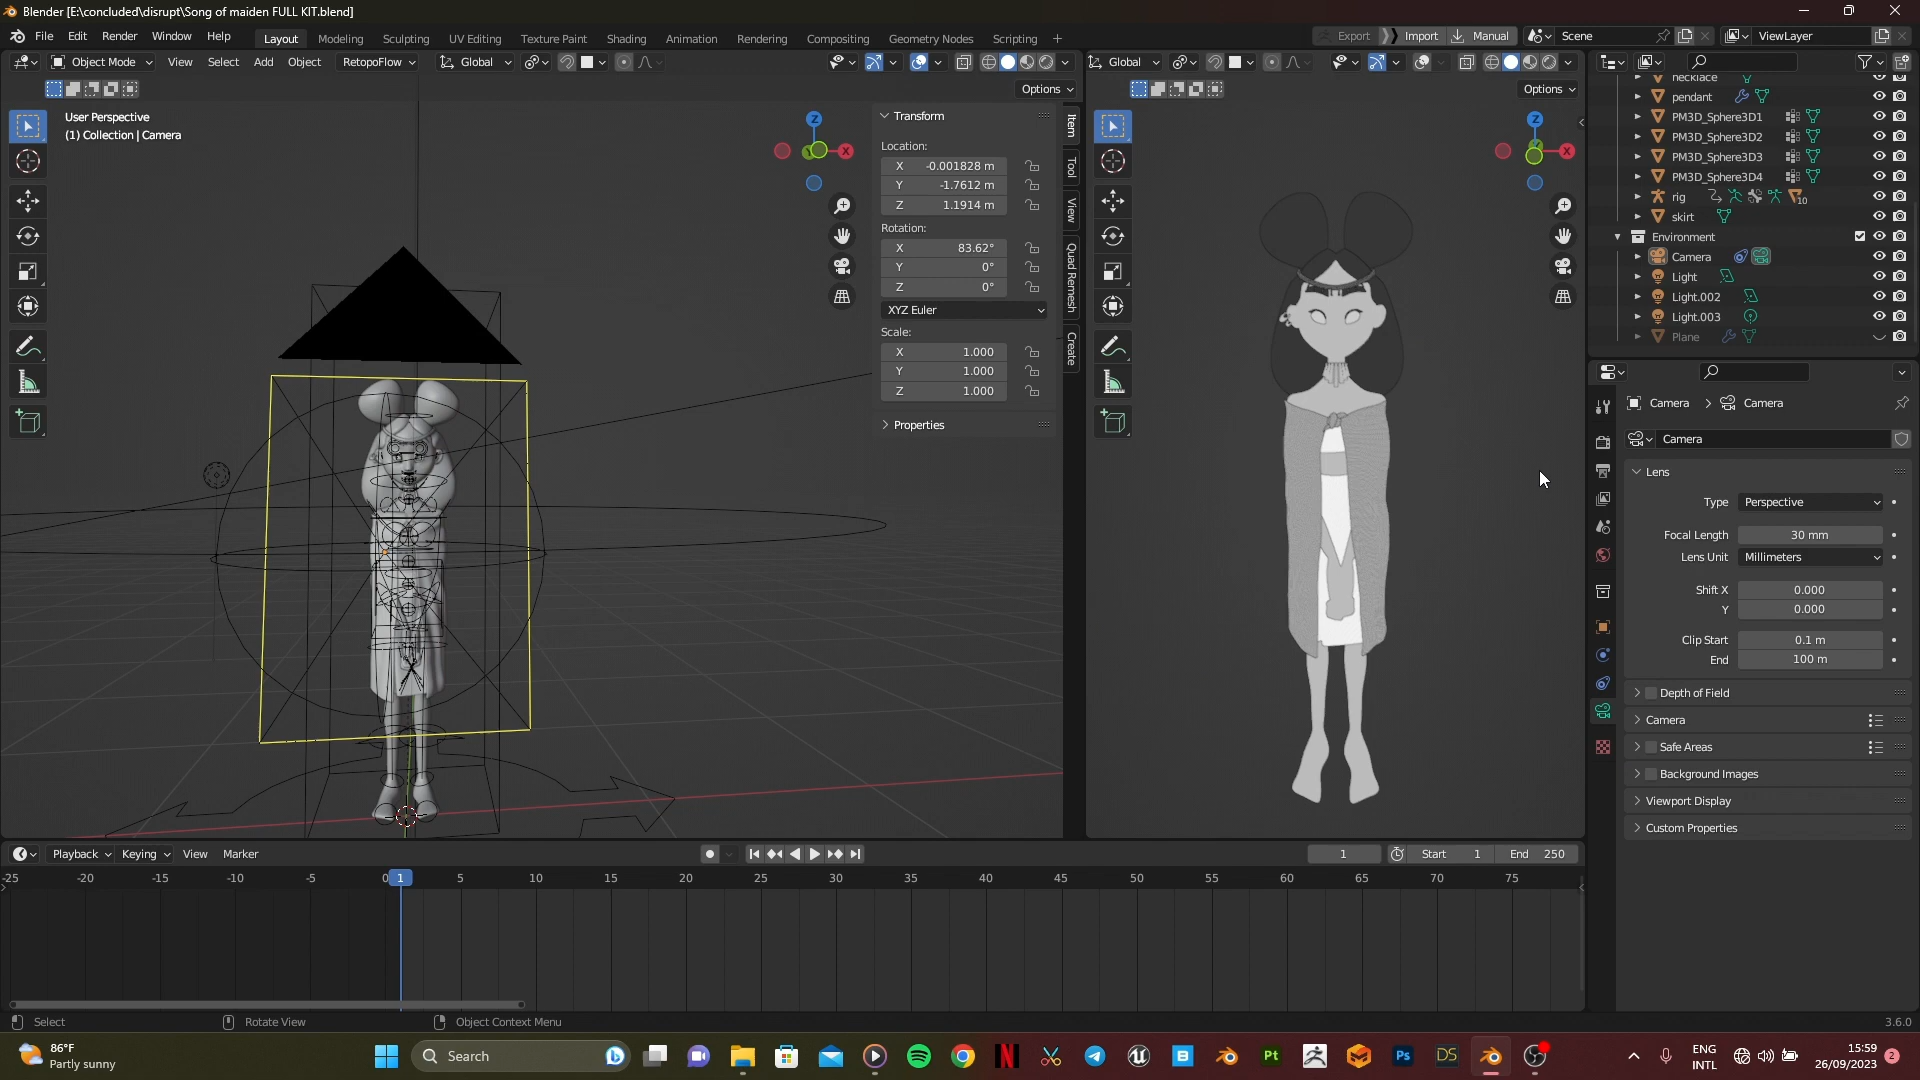 Blender [E:\concluded\disrupt\Song of maiden FULL KIT.blend]
File Edit Render Window Help Layout Modeling Sculpting UV Editing Texture Paint Shading Animation Rendering Compositing Geometry Nodes Scripting + Export Import Manual Scene ViewLayer
Object Mode View Select Add Object RetopoFlow Global Global
Options Options
User Perspective
(1) Collection | Camera
Z
X
Y
Transform
Location:
X -0.001828 m
Y -1.7612 m
Z 1.1914 m
Rotation:
X 83.62°
Y 0°
Z 0°
XYZ Euler
Scale:
X 1.000
Y 1.000
Z 1.000
Properties
Item
Tool
View
Quad Remesh
Create
Z
X
necklace
pendant
PM3D_Sphere3D1
PM3D_Sphere3D2
PM3D_Sphere3D3
PM3D_Sphere3D4
rig 10
skirt
Environment
Camera
Light
Light.002
Light.003
Plane
Camera > Camera
Camera
Lens
Type Perspective
Focal Length 30 mm
Lens Unit Millimeters
Shift X 0.000
Y 0.000
Clip Start 0.1 m
End 100 m
Depth of Field
Camera
Safe Areas
Background Images
Viewport Display
Custom Properties
Playback Keying View Marker 1 Start 1 End 250
-25 -20 -15 -10 -5 0 1 5 10 15 20 25 30 35 40 45 50 55 60 65 70 75
Select Rotate View Object Context Menu 3.6.0
86°F
Partly sunny
Search
N Pt Ps DS
ENG
INTL
15:59
26/09/2023
2